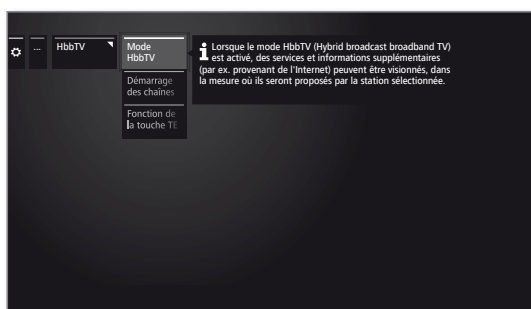 ...
HbbTV
Mode
HbbTV
Démarrage
des chaînes
Fonction de
la touche TE
Lorsque le mode HbbTV (Hybrid broadcast broadband TV)
est activé, des services et informations supplémentaires
(par ex. provenant de l'Internet) peuvent être visionnés, dans
la mesure où ils seront proposés par la station sélectionnée.